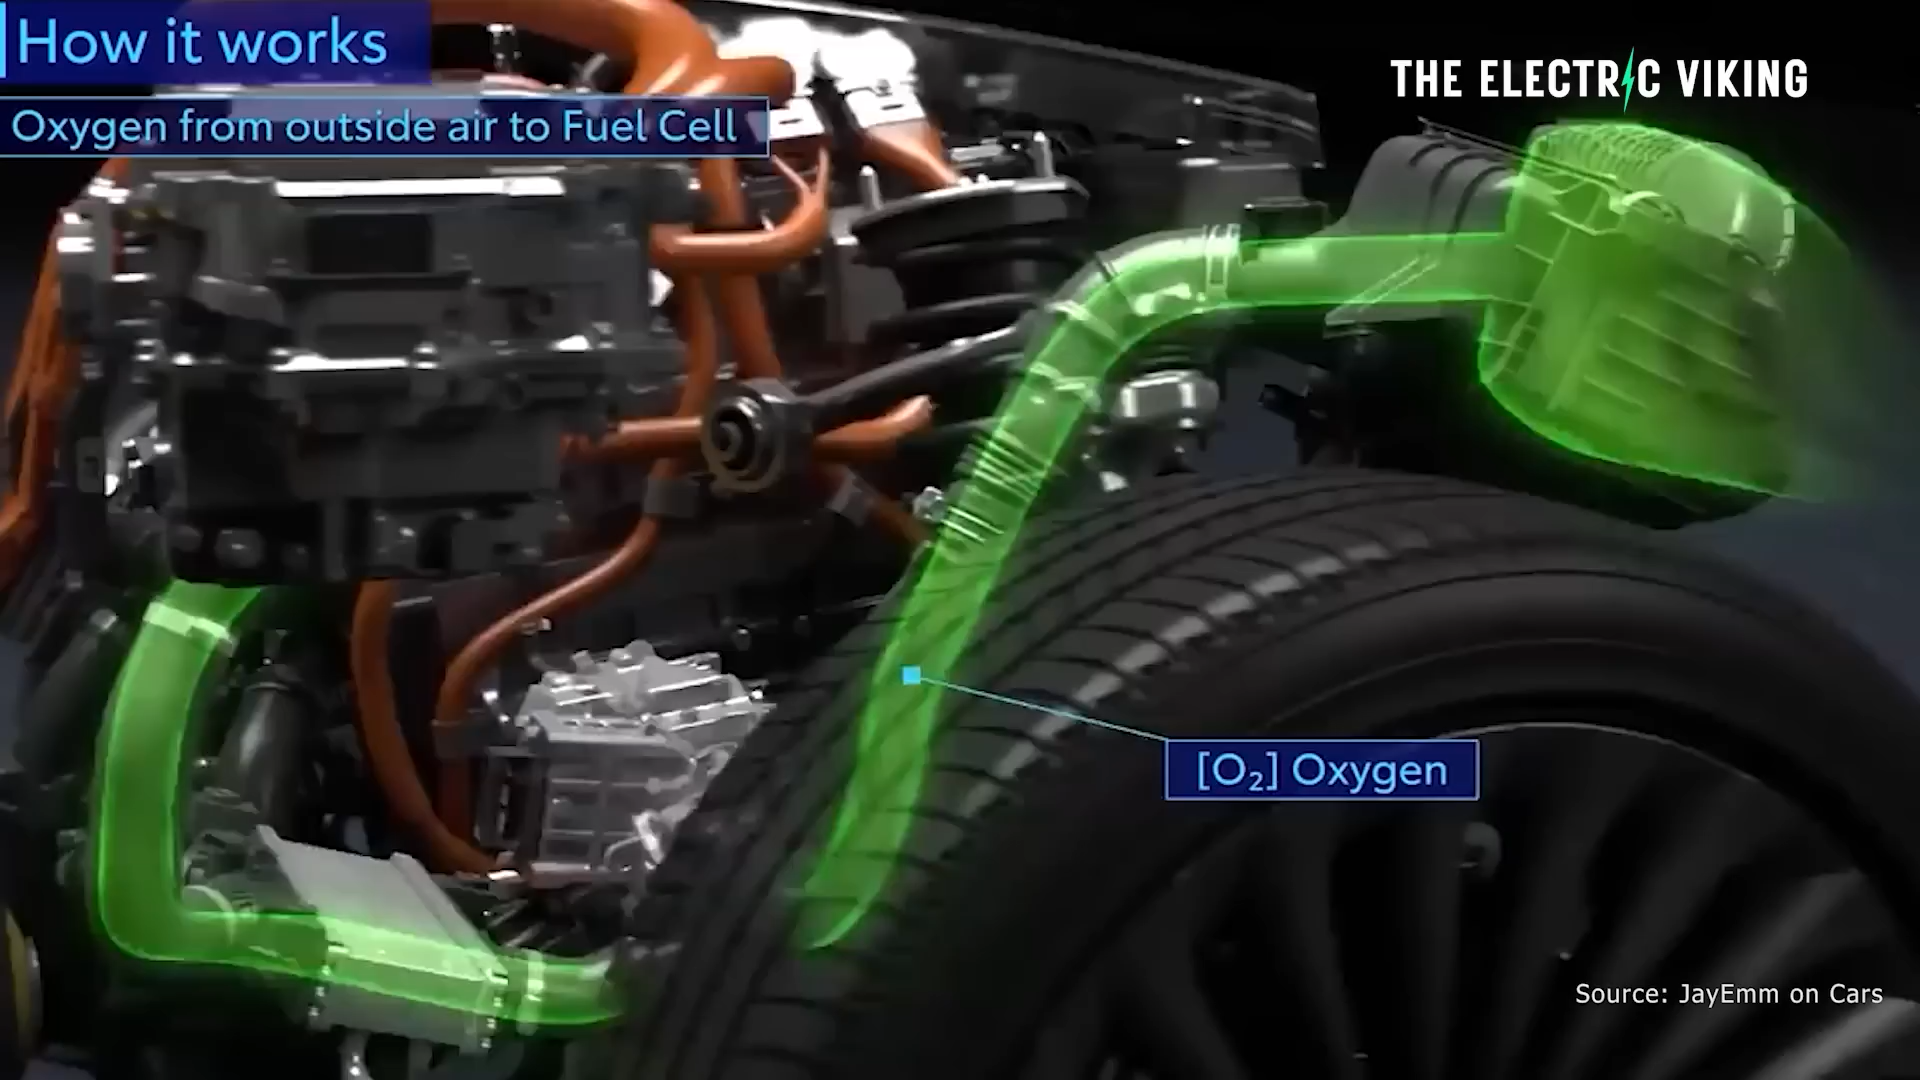 How it works
Oxygen from outside air to Fuel Cell
THE ELECTRIC VIKING
[O₂] Oxygen
Source: JayEmm on Cars